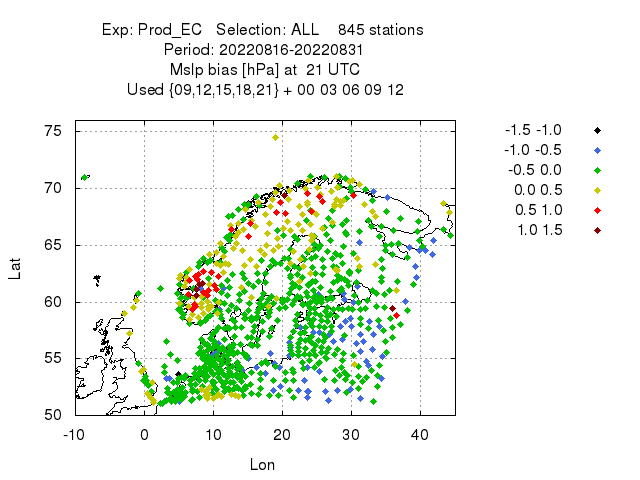 Exp: Prod_EC   Selection: ALL    845 stations
Period: 20220816-20220831
Mslp bias [hPa] at  21 UTC
Used {09,12,15,18,21} + 00 03 06 09 12
75
70
65
60
55
50
-10 0 10 20 30 40
Lat
Lon
-1.5 -1.0
-1.0 -0.5
-0.5 0.0
0.0 0.5
0.5 1.0
1.0 1.5